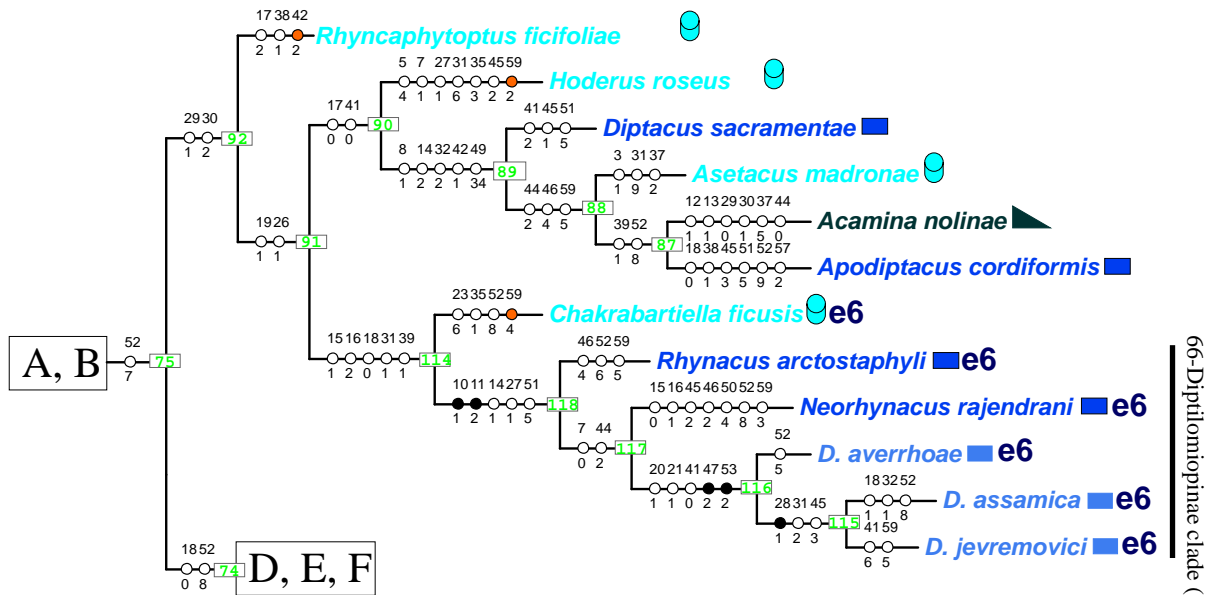 17 38 42
Rhyncaphytoptus ficifoliae
2 1 2
5 7 27 31 35 45 59
Hoderus roseus
4 1 1 6 3 2 2
29 30
92
1 2
17 41
90
0 0
41 45 51
Diptacus sacramentae
2 1 5
8 14 32 42 49
89
1 2 2 1 34
3 31 37
Asetacus madronae
1 9 2
44 46 59
88
2 4 5
12 13 29 30 37 44
Acamina nolinae
1 1 0 1 5 0
19 26
91
1 1
39 52
87
1 8
18 38 45 51 52 57
Apodiptacus cordiformis
0 1 3 5 9 2
23 35 52 59
Chakrabartiella ficusis e6
6 1 8 4
52
A, B
75
7
15 16 18 31 39
114
1 2 0 1 1
46 52 59
Rhynacus arctostaphyli e6
4 6 5
10 11 14 27 51
118
1 2 1 1 5
15 16 45 46 50 52 59
Neorhynacus rajendrani e6
0 1 2 2 4 8 3
7 44
117
0 2
52
D. averrhoae e6
5
20 21 41 47 53
116
1 1 0 2 2
18 32 52
D. assamica e6
1 1 8
28 31 45
115
1 2 3
41 59
D. jevremovici e6
6 5
18 52
74
0 8
D, E, F
66-Diptilomiopinae clade (